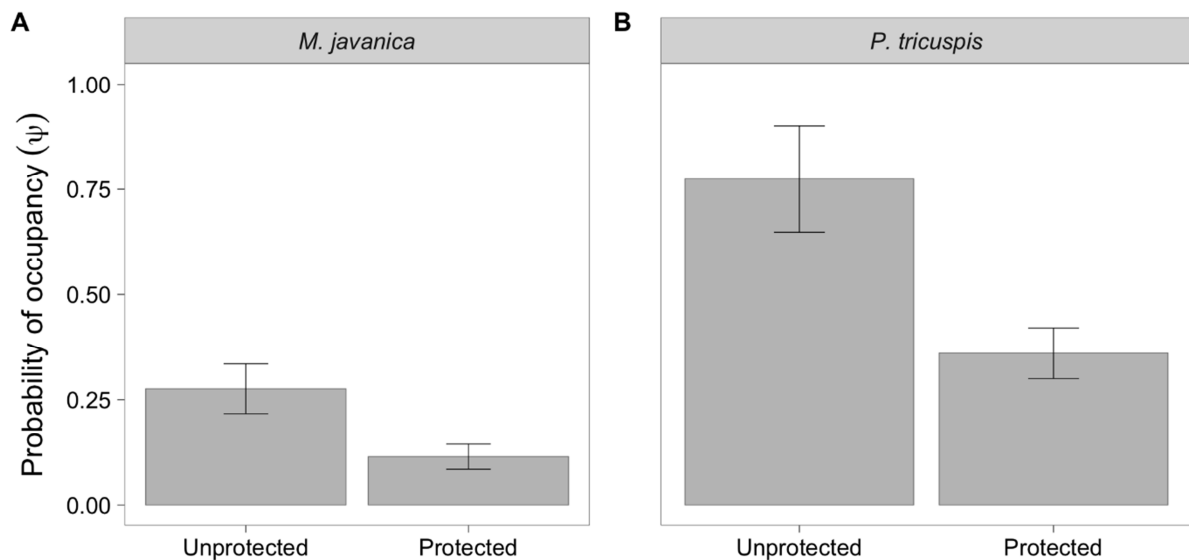 A
M. javanica
B
P. tricuspis
Probability of occupancy (ψ)
1.00
0.75
0.50
0.25
0.00
Unprotected
Protected
Unprotected
Protected